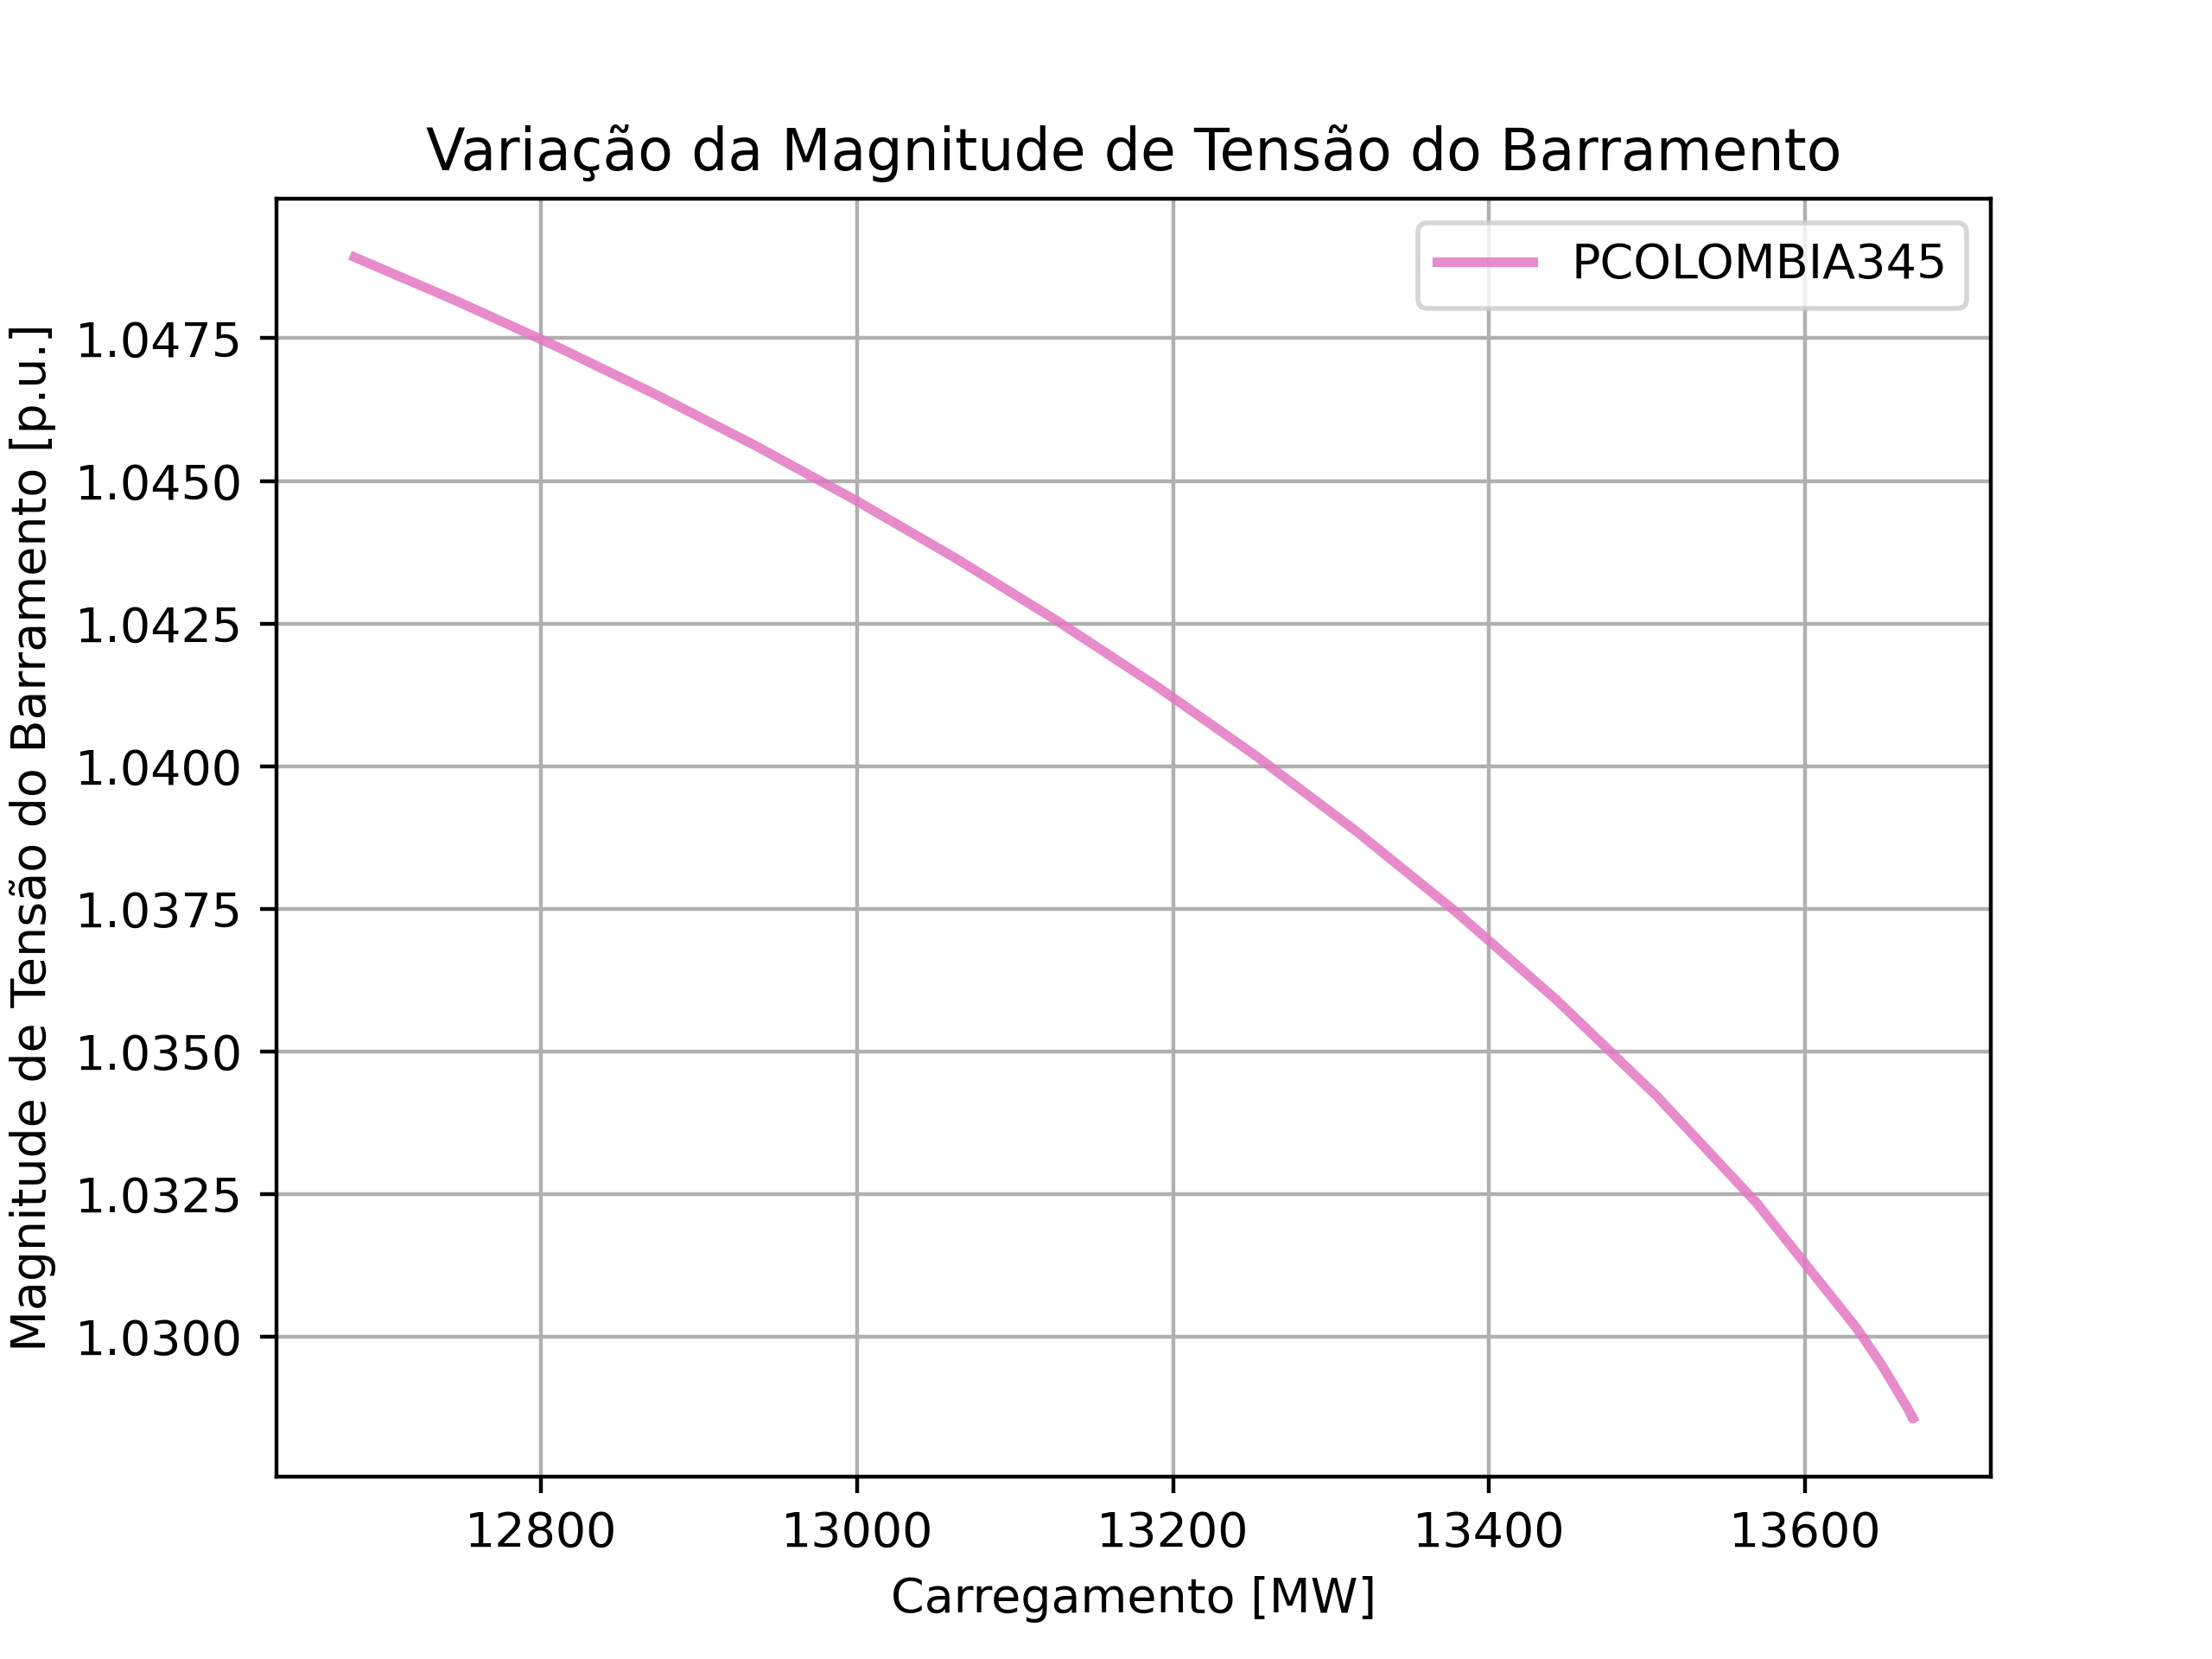 Variação da Magnitude de Tensão do Barramento
PCOLOMBIA345
Magnitude de Tensão do Barramento [p.u.]
1.0475
1.0450
1.0425
1.0400
1.0375
1.0350
1.0325
1.0300
12800 13000 13200 13400 13600
Carregamento [MW]